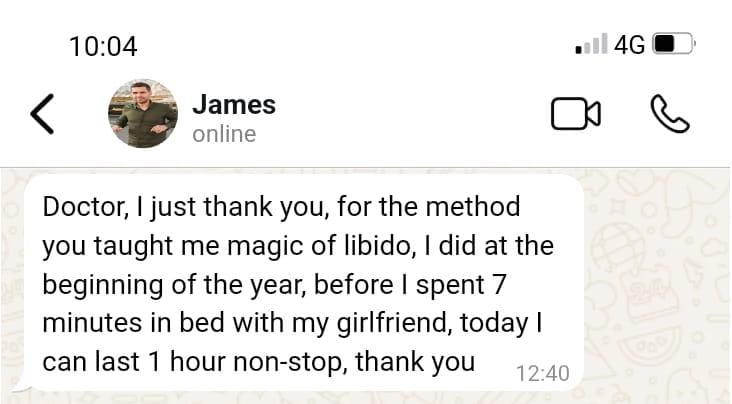 10:04 4G
James
online
Doctor, I just thank you, for the method
you taught me magic of libido, I did at the
beginning of the year, before I spent 7
minutes in bed with my girlfriend, today I
can last 1 hour non-stop, thank you
12:40